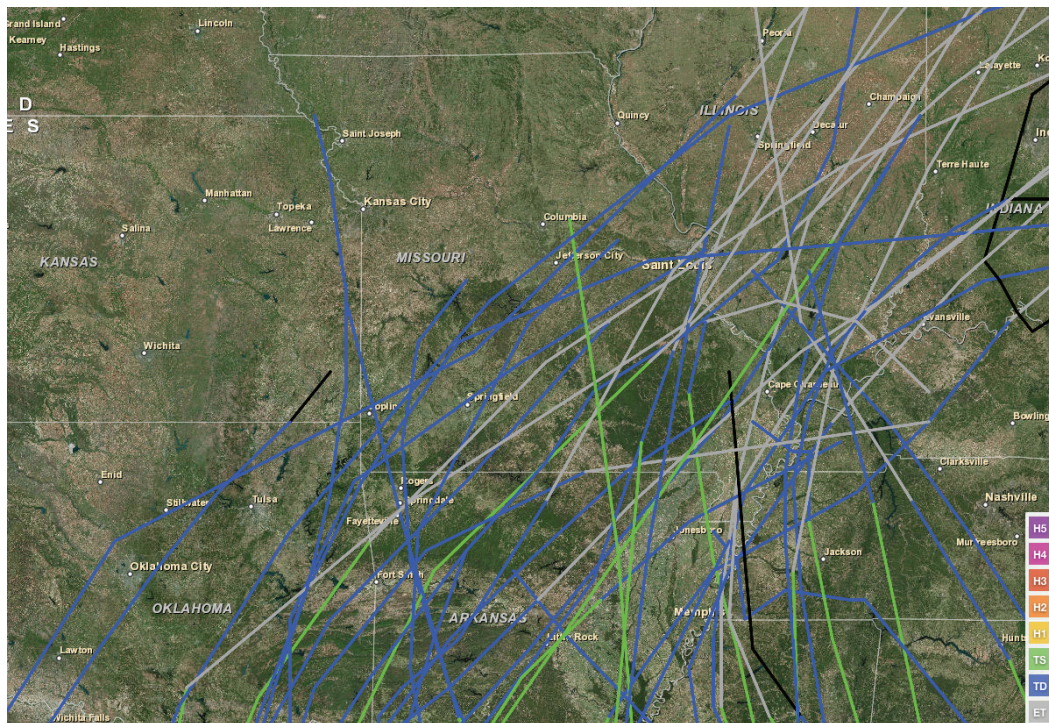 Grand Island
Lincoln
Kearney
Hastings
Peoria
Lafayette
Ko
D
E S
Quincy
ILLINOIS
Champaign
Decatur
Springfield
Saint Joseph
Terre Haute
Manhattan
Topeka
Lawrence
Kansas City
Columbia
INDIANA
Salina
KANSAS
MISSOURI
Jefferson City
Saint Louis
Evansville
Wichita
Cape Girardeau
Joplin
Springfield
Bowling
Enid
Rogers
Clarksville
Stillwater
Tulsa
Springdale
Fayetteville
Nashville
Jonesboro
Murfreesboro
Jackson
Oklahoma City
Fort Smith
OKLAHOMA
ARKANSAS
Memphis
Little Rock
Hunts
Lawton
Wichita Falls
H5
H4
H3
H2
H1
TS
TD
ET